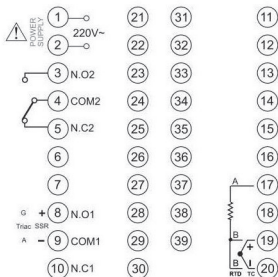 POWER SUPPLY
1 220V~ 21 31 11
2 22 32 12
3 N.O2 23 33 13
4 COM2 24 34 14
5 N.C2 25 35 15
6 26 36 16
7 27 37 A 17
G + 8 N.O1 28 38 18
Triac SSR
A - 9 COM1 29 39 B + 19
10 N.C1 30 B - 20
RTD TC